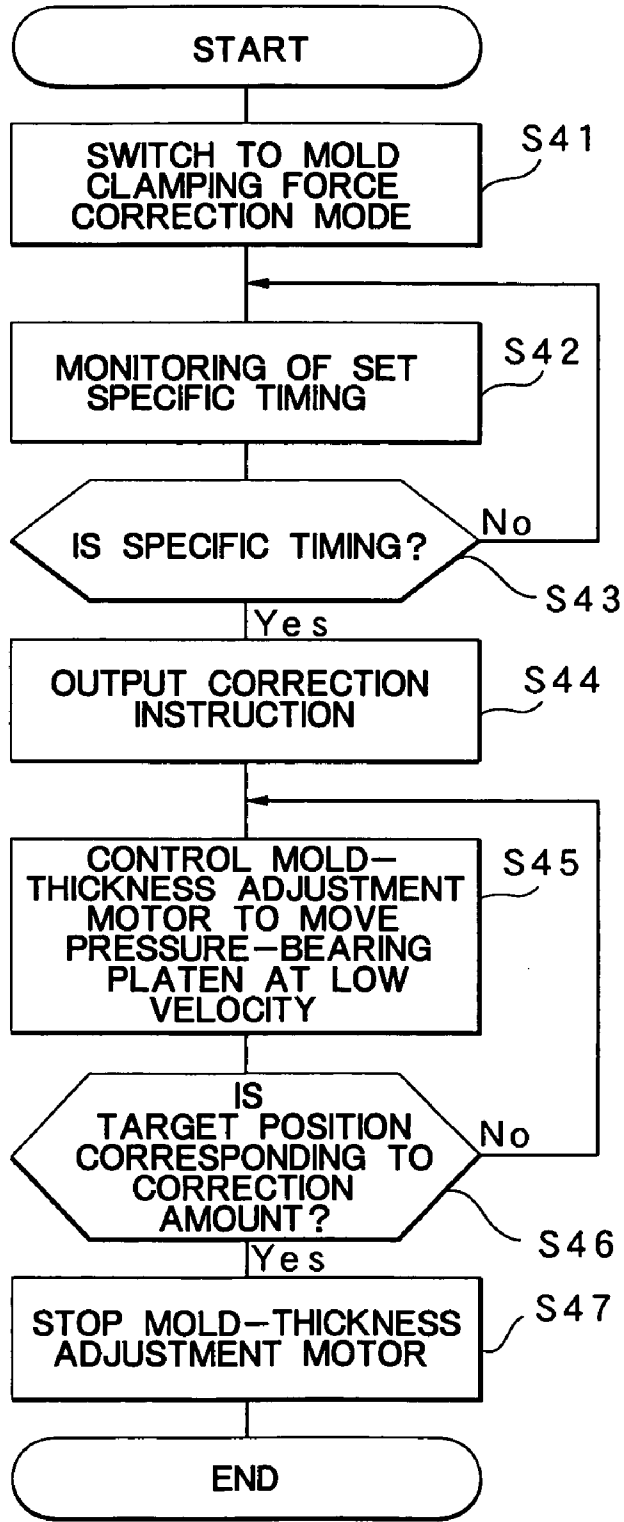 START
S41
SWITCH TO MOLD
CLAMPING FORCE
CORRECTION MODE
S42
MONITORING OF SET
SPECIFIC TIMING
IS SPECIFIC TIMING?
No
S43
Yes
S44
OUTPUT CORRECTION
INSTRUCTION
S45
CONTROL MOLD-
THICKNESS ADJUSTMENT
MOTOR TO MOVE
PRESSURE-BEARING
PLATEN AT LOW
VELOCITY
IS
TARGET POSITION
CORRESPONDING TO
CORRECTION
AMOUNT?
No
S46
Yes
S47
STOP MOLD-THICKNESS
ADJUSTMENT MOTOR
END